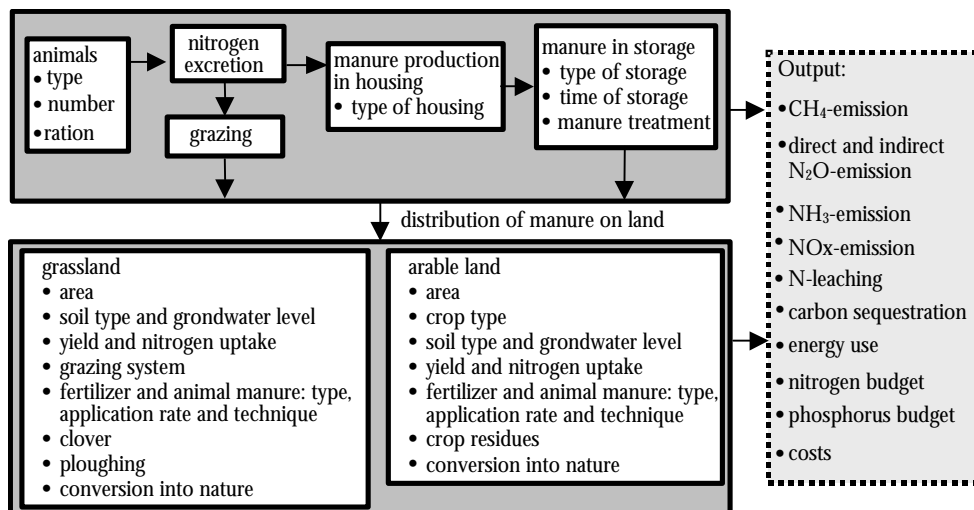 animals
• type
• number
• ration
nitrogen
excretion
grazing
manure production
in housing
• type of housing
manure in storage
• type of storage
• time of storage
• manure treatment
distribution of manure on land
grassland
• area
• soil type and grondwater level
• yield and nitrogen uptake
• grazing system
• fertilizer and animal manure: type,
application rate and technique
• clover
• ploughing
• conversion into nature
arable land
• area
• crop type
• soil type and grondwater level
• yield and nitrogen uptake
• fertilizer and animal manure: type,
application rate and technique
• crop residues
• conversion into nature
Output:
• CH₄-emission
• direct and indirect
N₂O-emission
• NH₃-emission
• NOx-emission
• N-leaching
• carbon sequestration
• energy use
• nitrogen budget
• phosphorus budget
• costs